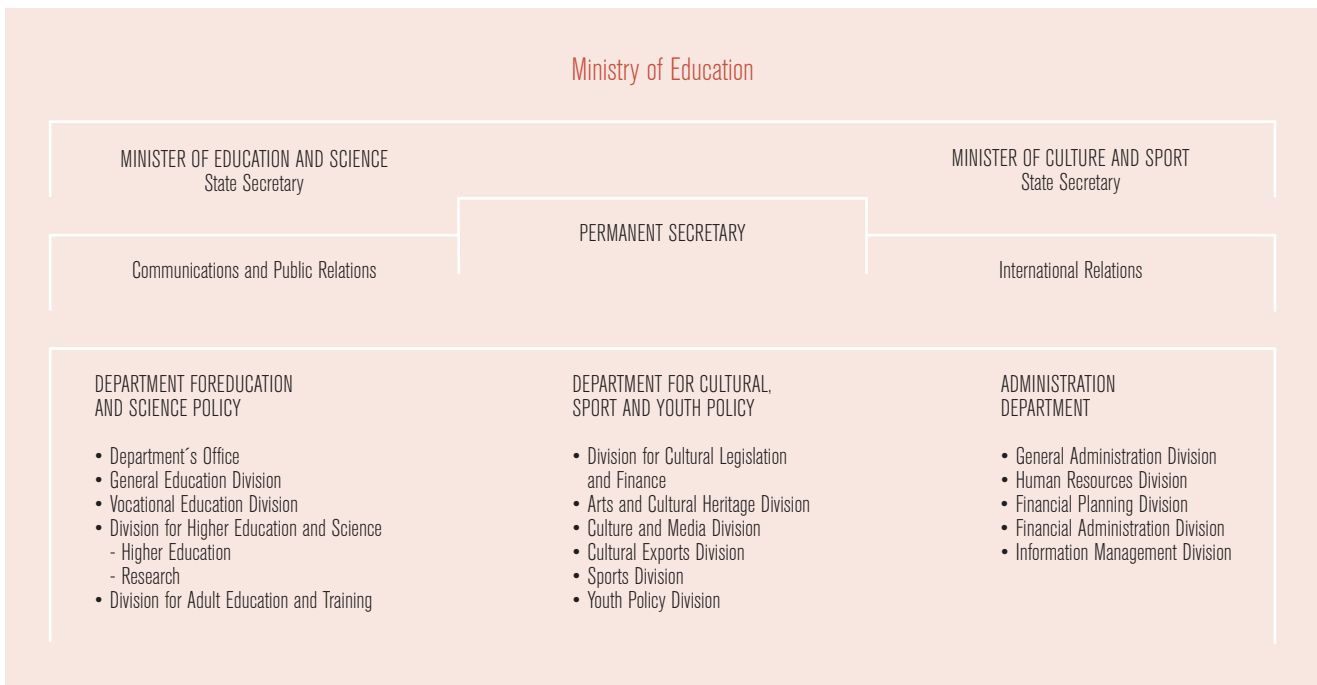 Ministry of Education
MINISTER OF EDUCATION AND SCIENCE
State Secretary
MINISTER OF CULTURE AND SPORT
State Secretary
PERMANENT SECRETARY
Communications and Public Relations
International Relations
DEPARTMENT FOREDUCATION
AND SCIENCE POLICY
• Department´s Office
• General Education Division
• Vocational Education Division
• Division for Higher Education and Science
- Higher Education
- Research
• Division for Adult Education and Training
DEPARTMENT FOR CULTURAL,
SPORT AND YOUTH POLICY
• Division for Cultural Legislation
and Finance
• Arts and Cultural Heritage Division
• Culture and Media Division
• Cultural Exports Division
• Sports Division
• Youth Policy Division
ADMINISTRATION
DEPARTMENT
• General Administration Division
• Human Resources Division
• Financial Planning Division
• Financial Administration Division
• Information Management Division